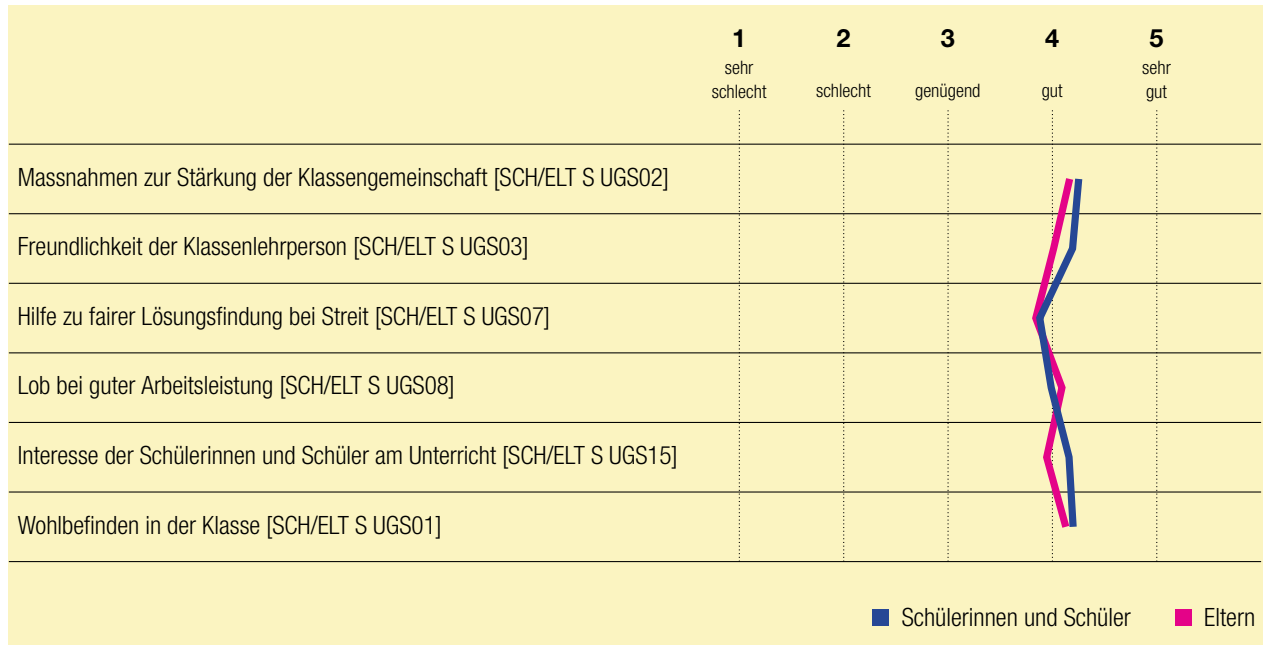 1 2 3 4 5
sehr schlecht schlecht genügend gut sehr gut
Massnahmen zur Stärkung der Klassengemeinschaft [SCH/ELT S UGS02]
Freundlichkeit der Klassenlehrperson [SCH/ELT S UGS03]
Hilfe zu fairer Lösungsfindung bei Streit [SCH/ELT S UGS07]
Lob bei guter Arbeitsleistung [SCH/ELT S UGS08]
Interesse der Schülerinnen und Schüler am Unterricht [SCH/ELT S UGS15]
Wohlbefinden in der Klasse [SCH/ELT S UGS01]
Schülerinnen und Schüler Eltern